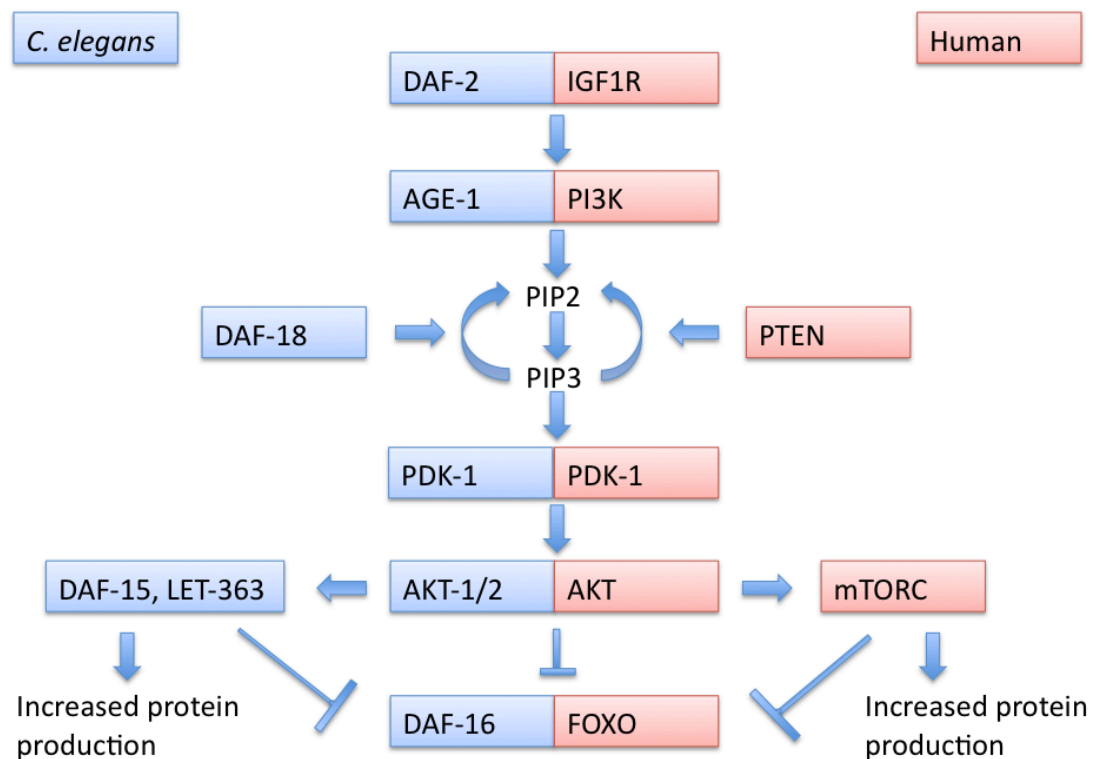 C. elegans
Human
DAF-2 IGF1R
AGE-1 PI3K
PIP2
DAF-18
PTEN
PIP3
PDK-1 PDK-1
DAF-15, LET-363
AKT-1/2 AKT
mTORC
Increased protein
production
DAF-16 FOXO
Increased protein
production